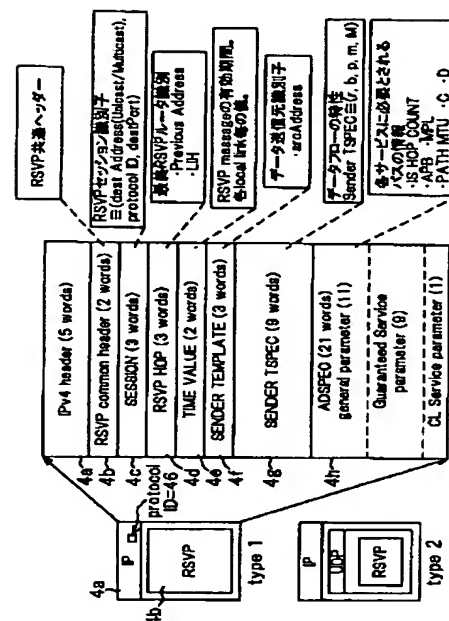 4a
IP
protocol
ID=46
RSVP
4b
type 1
IP
UDP
RSVP
type 2
4a
IPv4 header (5 words)
4b
RSVP common header (2 words)
4c
SESSION (3 words)
4d
RSVP HOP (3 words)
4e
TIME VALUE (2 words)
4f
SENDER TEMPLATE (3 words)
4g
SENDER TSPEC (9 words)
4h
ADSPEO (21 words)
general parameter (11)
Guaranteed Service
parameter (9)
CL Service parameter (1)
RSVP共通ヘッダー
RSVPセッション識別子
≡(dest Address(Unicast/Multicast),
protocol ID, destPort)
最終RSVPルータ識別
・Previous Address
・LIH
RSVP messageの有効期間。
各local link毎の値。
データ送信元識別子
・srcAddress
データフローの特性
Sender TSPEC≡(r, b, p, m, M)
各サービスに必要とされる
パスの情報
・IS HOP COUNT
・APB ・MPL
・PATH MTU ・C ・D